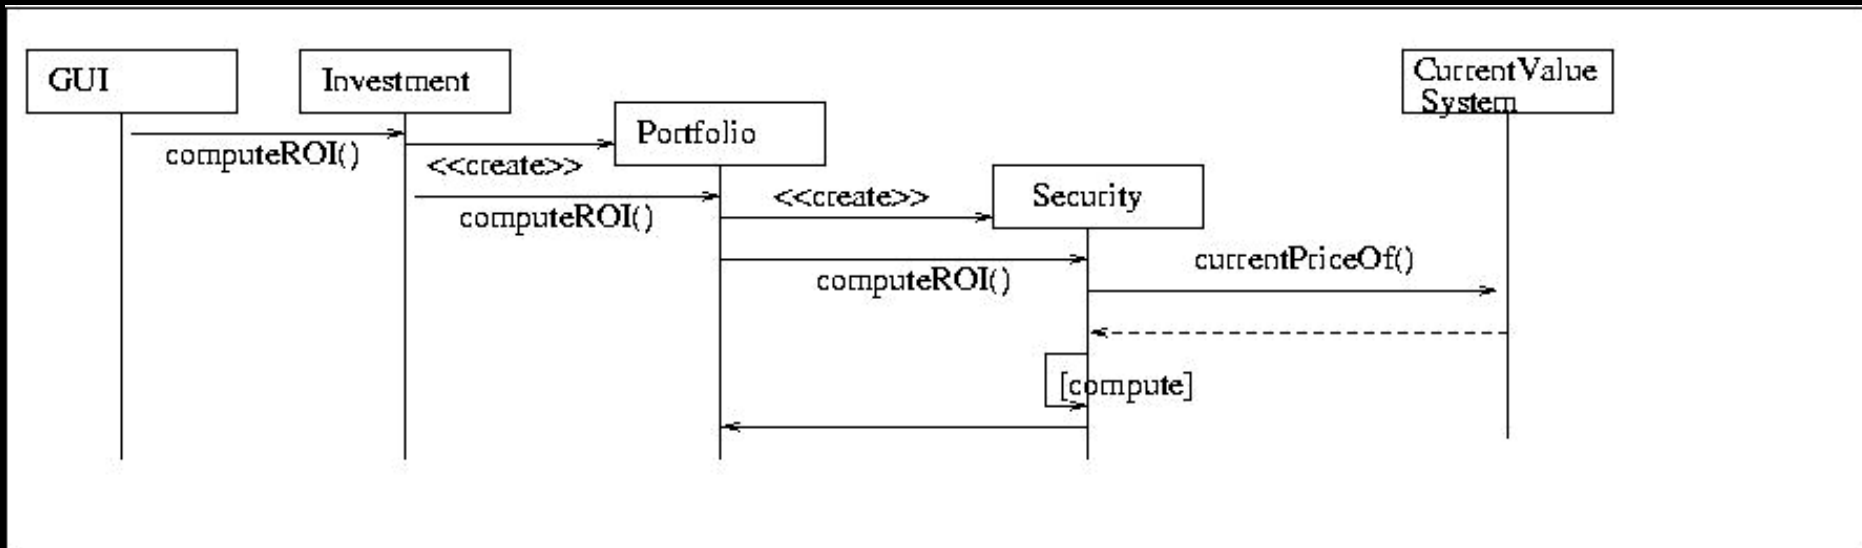 GUI
Investment
CurrentValue
System
Portfolio
computeROI()
<<create>>
Security
<<create>>
computeROI()
currentPriceOf()
computeROI()
[compute]